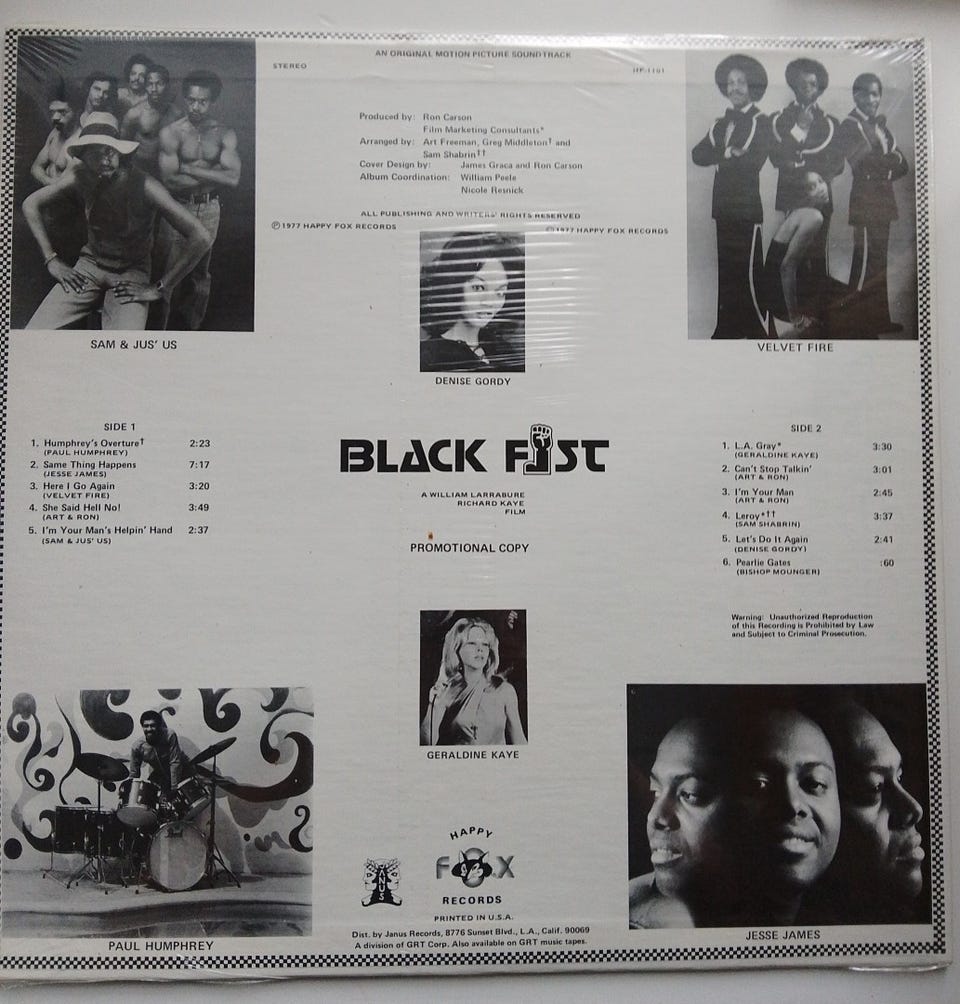 AN ORIGINAL MOTION PICTURE SOUNDTRACK
STEREO
HF-1101
Produced by: Ron Carson
Film Marketing Consultants*
Arranged by: Art Freeman, Greg Middleton† and
Sam Shabrin††
Cover Design by: James Graca and Ron Carson
Album Coordination: William Peele
Nicole Resnick
ALL PUBLISHING AND WRITERS' RIGHTS RESERVED
Ⓟ1977 HAPPY FOX RECORDS
©1977 HAPPY FOX RECORDS
SAM & JUS' US
DENISE GORDY
VELVET FIRE
SIDE 1
1. Humphrey's Overture† 2:23
(PAUL HUMPHREY)
2. Same Thing Happens 7:17
(JESSE JAMES)
3. Here I Go Again 3:20
(VELVET FIRE)
4. She Said Hell No! 3:49
(ART & RON)
5. I'm Your Man's Helpin' Hand 2:37
(SAM & JUS' US)
BLACK FIST
A WILLIAM LARRABURE
RICHARD KAYE
FILM
PROMOTIONAL COPY
SIDE 2
1. L.A. Gray* 3:30
(GERALDINE KAYE)
2. Can't Stop Talkin' 3:01
(ART & RON)
3. I'm Your Man 2:45
(ART & RON)
4. Leroy*†† 3:37
(SAM SHABRIN)
5. Let's Do It Again 2:41
(DENISE GORDY)
6. Pearlie Gates :60
(BISHOP MOUNGER)
Warning: Unauthorized Reproduction
of this Recording is Prohibited by Law
and Subject to Criminal Prosecution.
GERALDINE KAYE
PAUL HUMPHREY
JESSE JAMES
JANUS
HAPPY
FOX
RECORDS
PRINTED IN U.S.A.
Dist. by Janus Records, 8776 Sunset Blvd., L.A., Calif. 90069
A division of GRT Corp. Also available on GRT music tapes.